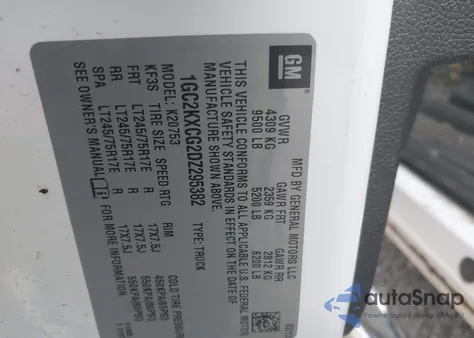 GM
MFD BY GENERAL MOTORS LLC
GVWR GAWR FRT GAWR RR
4309 KG 2359 KG 2812 KG
9500 LB 5200 LB 6200 LB
THIS VEHICLE CONFORMS TO ALL APPLICABLE U.S. FEDERAL MOTOR
VEHICLE SAFETY STANDARDS IN EFFECT ON THE DATE OF
MANUFACTURE SHOWN ABOVE.
1GC2KXCG2DZ295382 TYPE: TRUCK
K20753
KF3S TIRE SIZE SPEED RTG RIM COLD TIRE PRESSURE
FRT LT245/75R17E R 17X7.5J
RR LT245/75R17E R 17X7.5J
SPA LT245/75R17E R 17X7.5J
SEE OWNER'S MANUAL FOR MORE INFORMATION
autoSnap